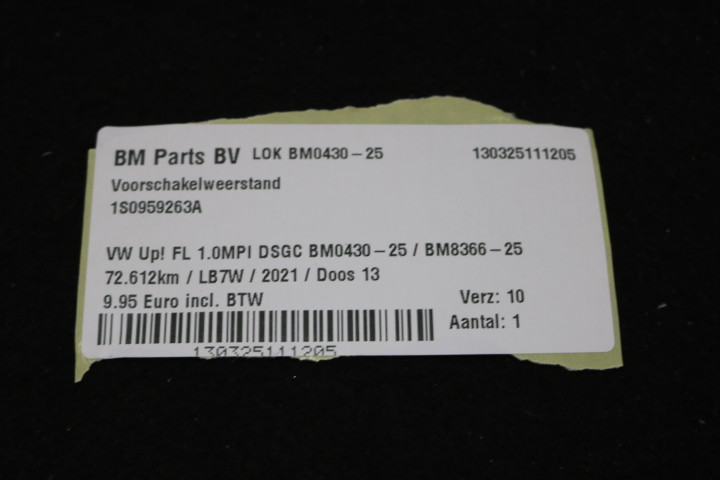 BM Parts BV LOK BM0430-25 130325111205
Voorschakelweerstand
1S0959263A
VW Up! FL 1.0MPI DSGC BM0430-25 / BM8366-25
72.612km / LB7W / 2021 / Doos 13
9.95 Euro incl. BTW Verz: 10
Aantal: 1
130325111205